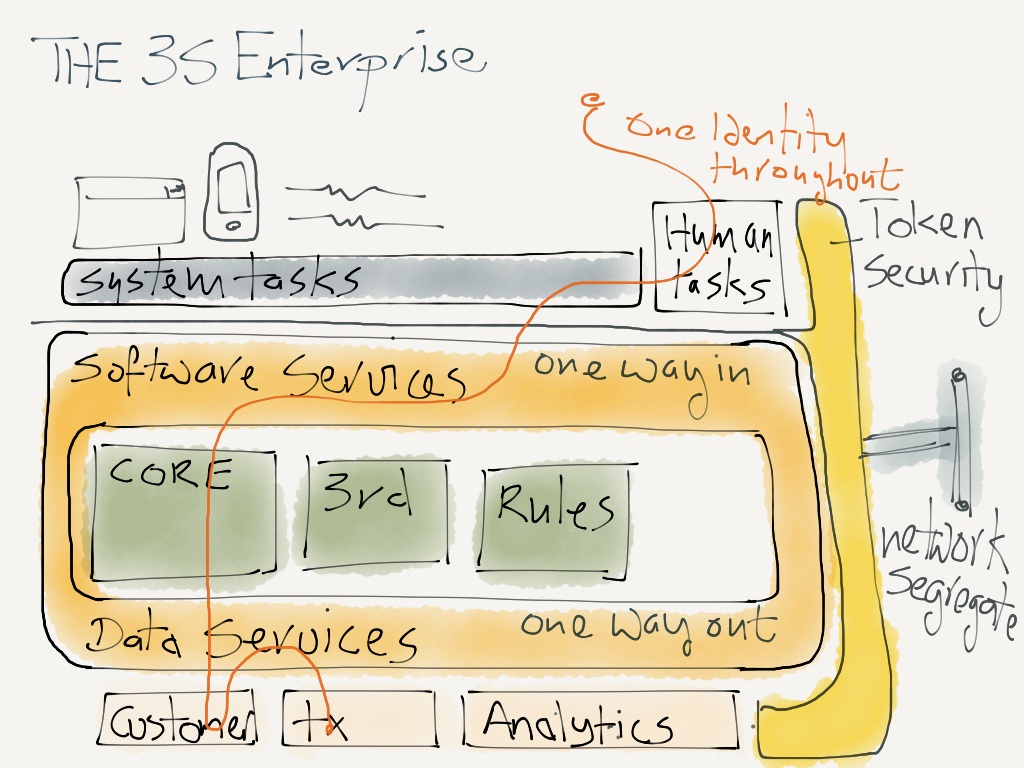 THE 3S Enterprise
one Identity
throughout
Human
tasks
Token
security
system tasks
Software Services
one way in
CORE
3rd
Rules
network
segregate
Data Services
one way out
Customer
tx
Analytics